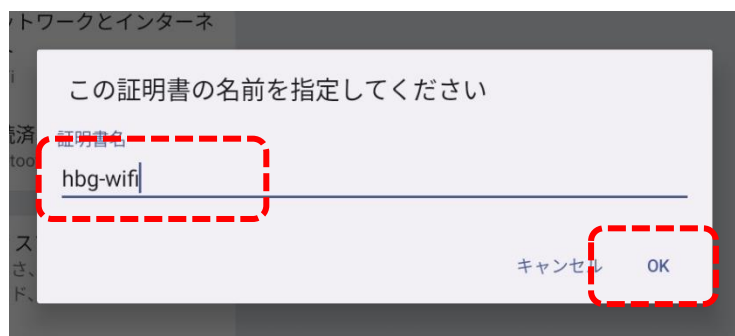 ットワークとインターネ
この証明書の名前を指定してください
証明書名
hbg-wifi
キャンセル
OK